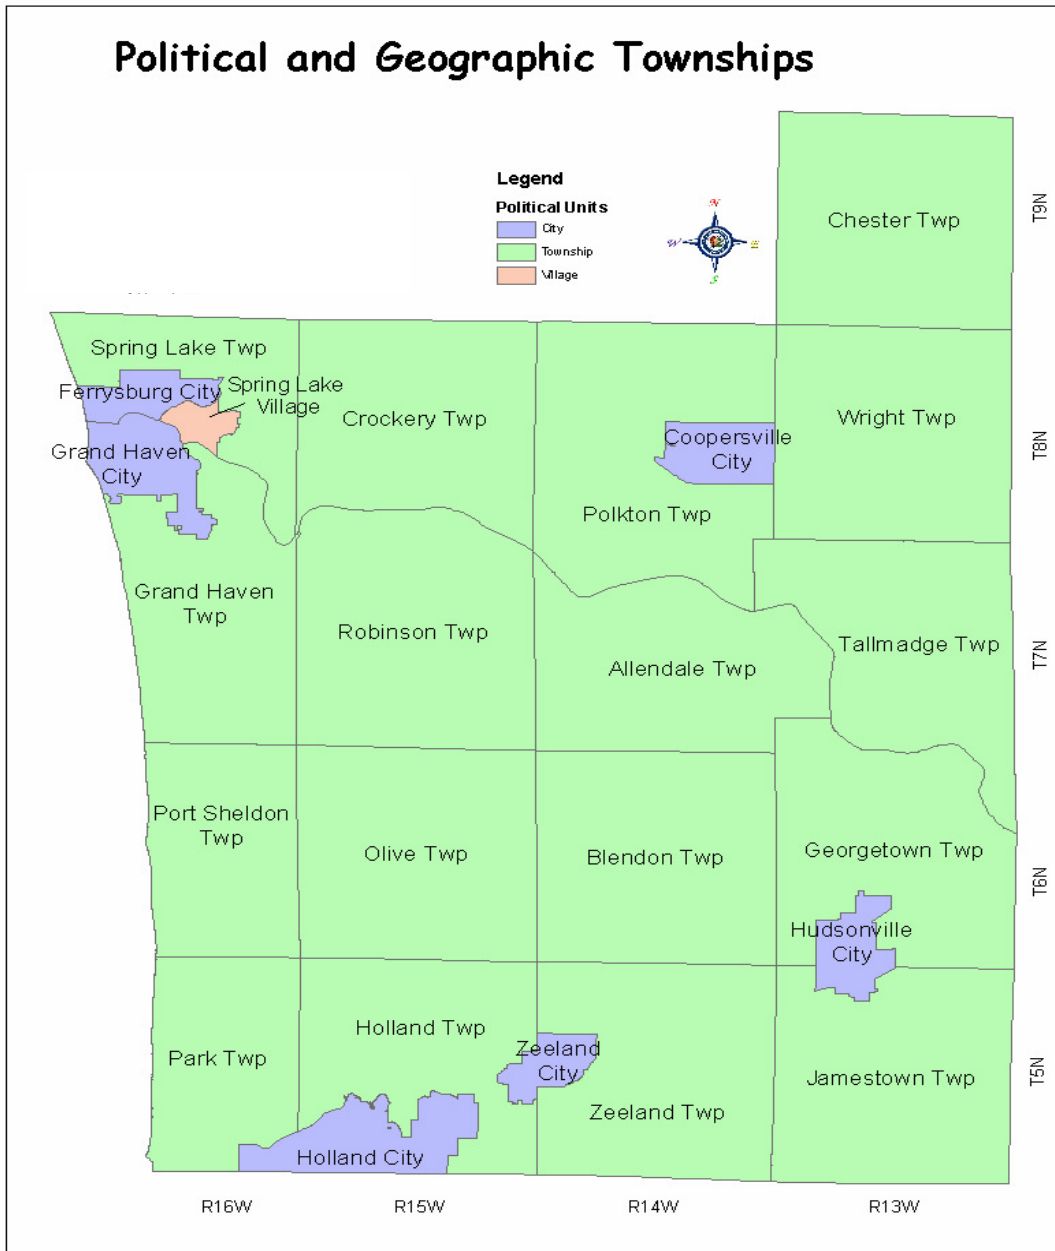 Political and Geographic Townships
Legend
Political Units
City
Township
Village
N
W
E
S
Chester Twp
T9N
Spring Lake Twp
Ferrysburg City
Spring Lake
Village
Grand Haven
City
Crockery Twp
Coopersville
City
Wright Twp
T8N
Polkton Twp
Grand Haven
Twp
Robinson Twp
Allendale Twp
Tallmadge Twp
T7N
Port Sheldon
Twp
Olive Twp
Blendon Twp
Georgetown Twp
T6N
Hudsonville
City
Park Twp
Holland Twp
Zeeland
City
Zeeland Twp
Jamestown Twp
T5N
Holland City
R16W
R15W
R14W
R13W